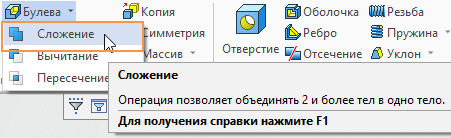 Булева
Копия
Оболочка
Резьба
Сложение
Симметрия
Ребро
Пружина
Вычитание
Массив
Отверстие
Отсечение
Уклон
Пересечение
Сложение
Операция позволяет объединять 2 и более тел в одно тело.
Для получения справки нажмите F1